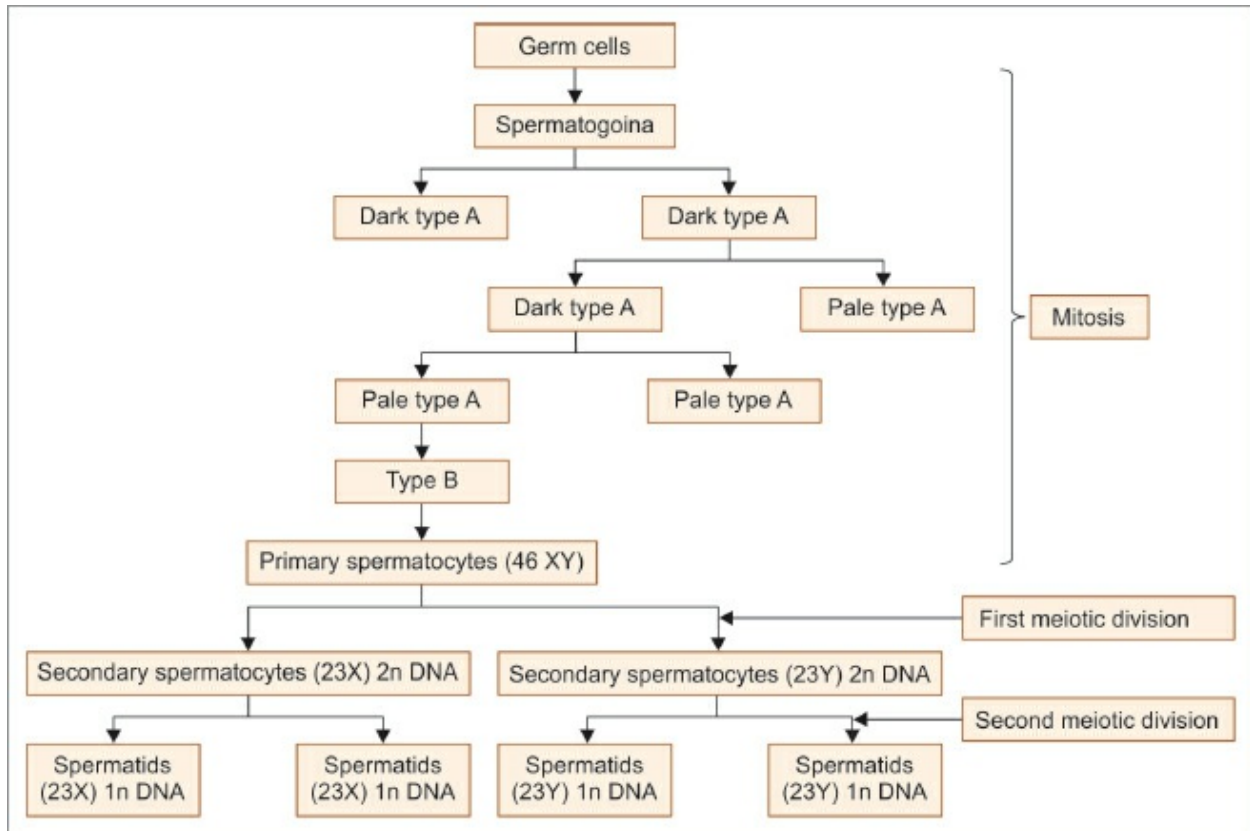 Germ cells
Spermatogoina
Dark type A
Dark type A
Dark type A
Pale type A
Mitosis
Pale type A
Pale type A
Type B
Primary spermatocytes (46 XY)
First meiotic division
Secondary spermatocytes (23X) 2n DNA
Secondary spermatocytes (23Y) 2n DNA
Second meiotic division
Spermatids
(23X) 1n DNA
Spermatids
(23X) 1n DNA
Spermatids
(23Y) 1n DNA
Spermatids
(23Y) 1n DNA